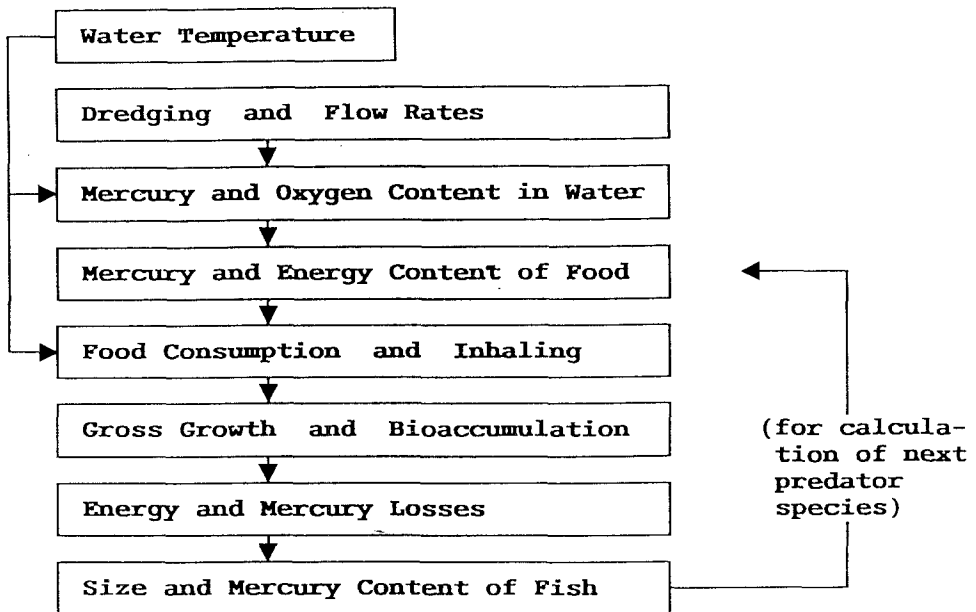 Water Temperature
Dredging and Flow Rates
Mercury and Oxygen Content in Water
Mercury and Energy Content of Food
Food Consumption and Inhaling
Gross Growth and Bioaccumulation
(for calcula-
tion of next
predator
species)
Energy and Mercury Losses
Size and Mercury Content of Fish